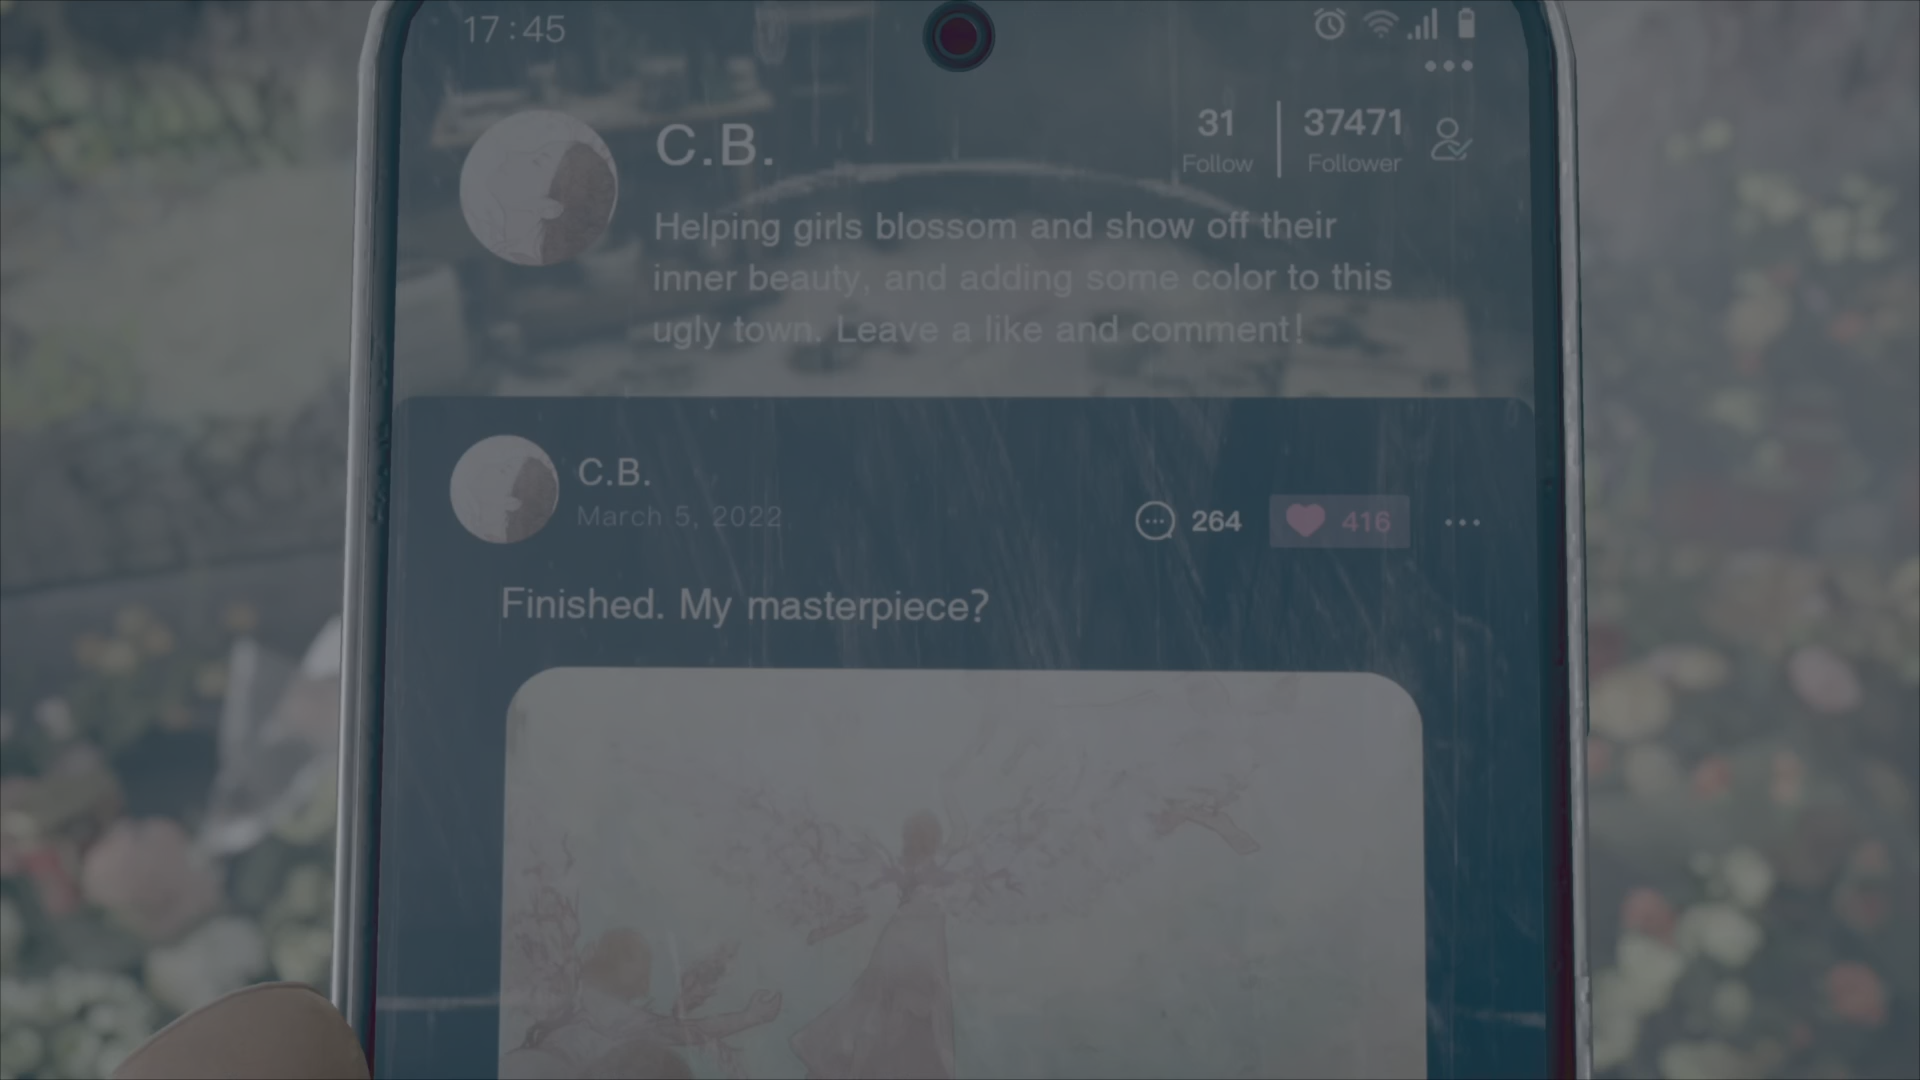 17:45
C.B.
31
Follow
37471
Follower
Helping girls blossom and show off their
inner beauty, and adding some color to this
ugly town. Leave a like and comment!
C.B.
March 5, 2022
264
416
Finished. My masterpiece?